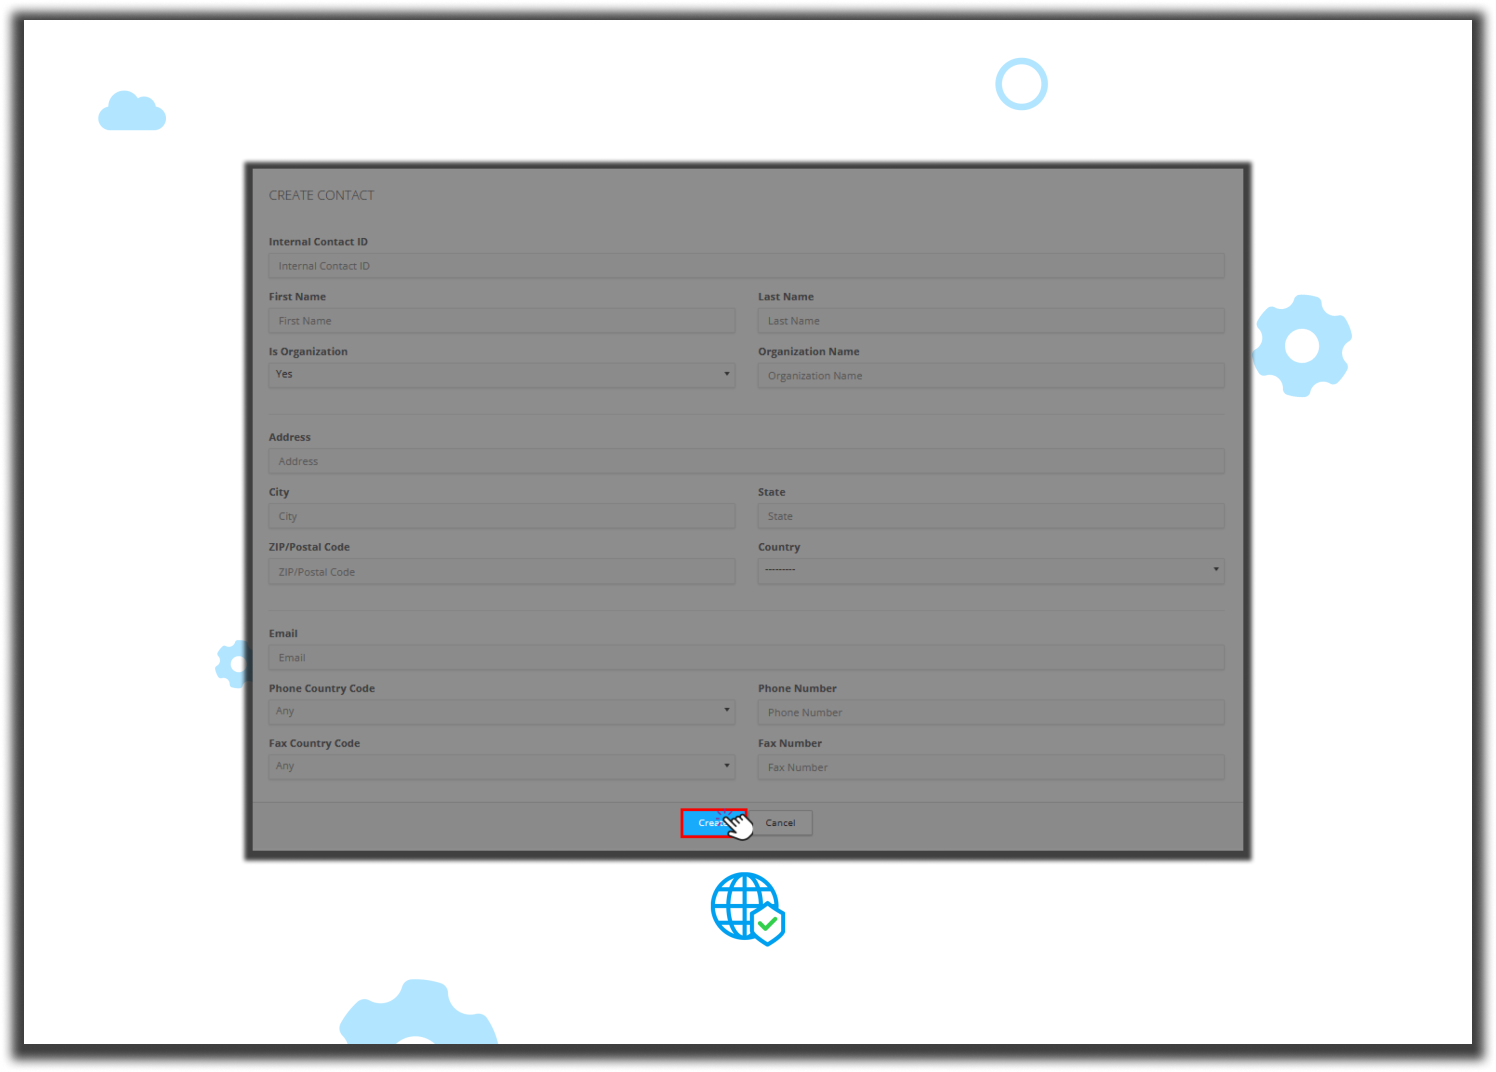 CREATE CONTACT
Internal Contact ID
Internal Contact ID
First Name Last Name
First Name Last Name
Is Organization Organization Name
Yes Organization Name
Address
Address
City State
City State
ZIP/Postal Code Country
ZIP/Postal Code ---------
Email
Email
Phone Country Code Phone Number
Any Phone Number
Fax Country Code Fax Number
Any Fax Number
Create Cancel